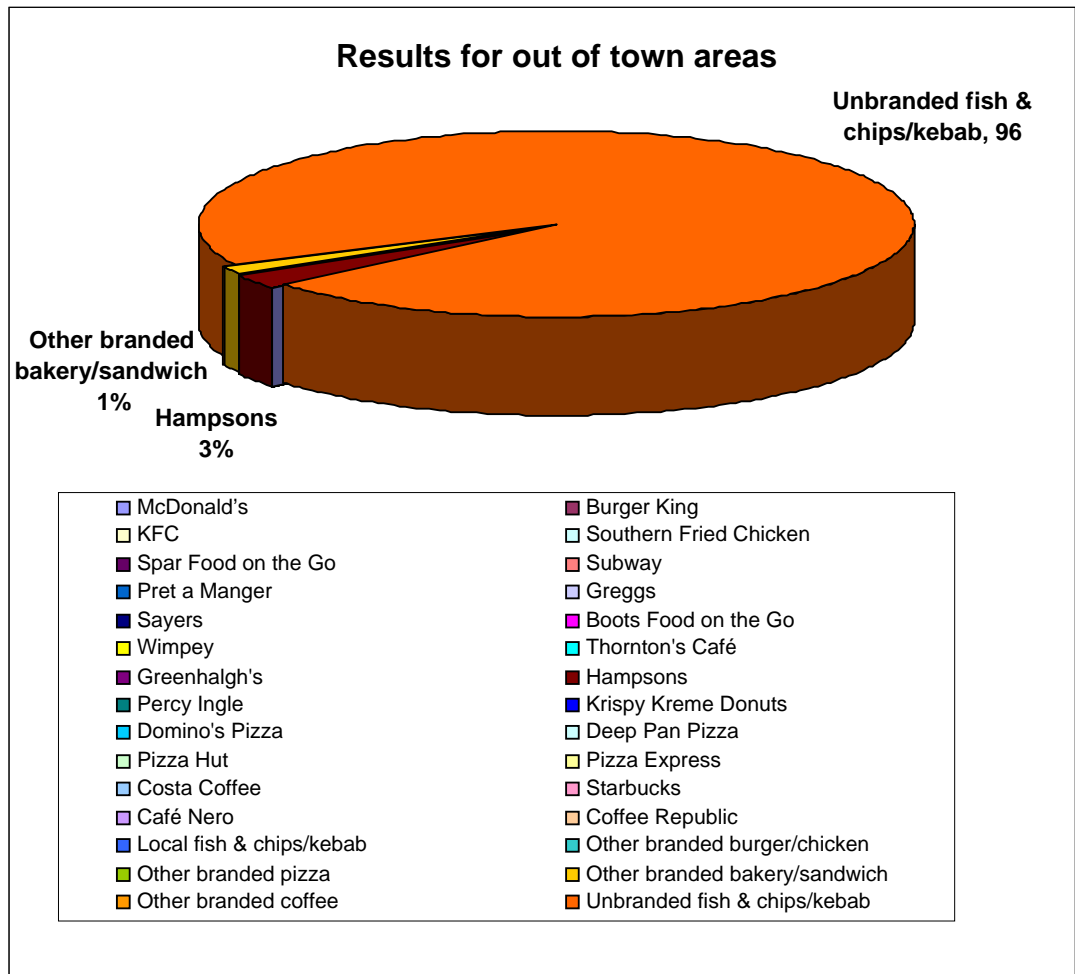 Results for out of town areas
Unbranded fish &
chips/kebab, 96
Other branded
bakery/sandwich
1%
Hampsons
3%
McDonald's
Burger King
KFC
Southern Fried Chicken
Spar Food on the Go
Subway
Pret a Manger
Greggs
Sayers
Boots Food on the Go
Wimpey
Thornton's Café
Greenhalgh's
Hampsons
Percy Ingle
Krispy Kreme Donuts
Domino's Pizza
Deep Pan Pizza
Pizza Hut
Pizza Express
Costa Coffee
Starbucks
Café Nero
Coffee Republic
Local fish & chips/kebab
Other branded burger/chicken
Other branded pizza
Other branded bakery/sandwich
Other branded coffee
Unbranded fish & chips/kebab